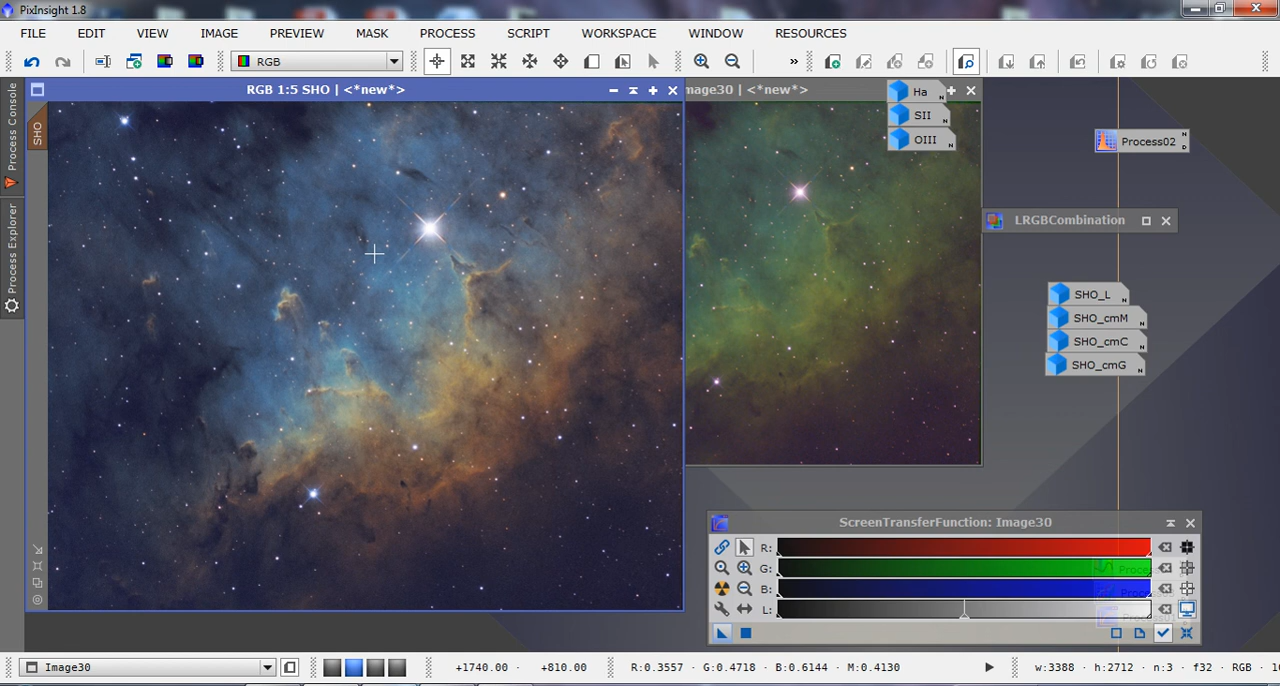 PixInsight 1.8
FILE EDIT VIEW IMAGE PREVIEW MASK PROCESS SCRIPT WORKSPACE WINDOW RESOURCES
RGB
»
RGB 1:5 SHO | <*new*>
mage30 | <*new*>
Process Console
Process Explorer
SHO
Ha N
SII N
OIII N
Process02 N D
LRGBCombination
SHO_L N
SHO_cmM N
SHO_cmC N
SHO_cmG N
ScreenTransferFunction: Image30
R:
G:
B:
L:
Image30
+1740.00 · +810.00
R:0.3557 · G:0.4718 · B:0.6144 · M:0.4130
w:3388 · h:2712 · n:3 · f32 · RGB ·